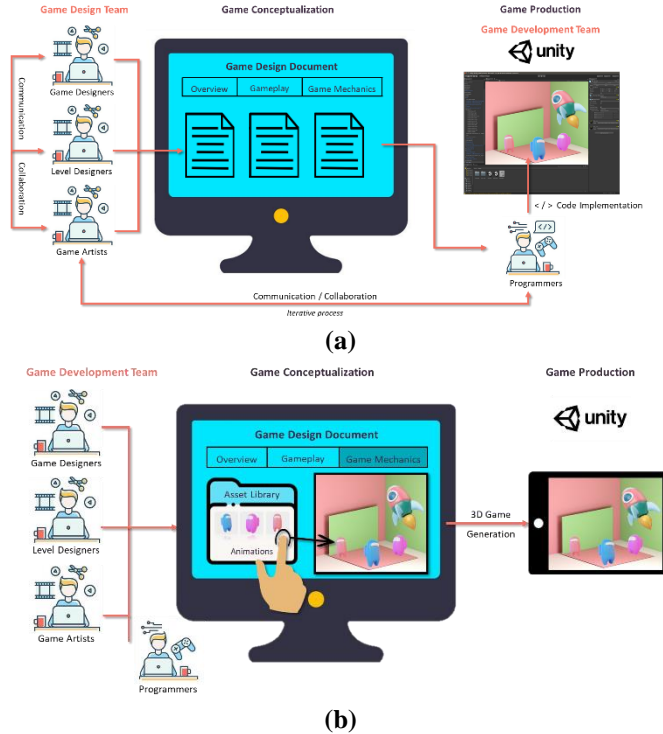 Game Design Team
Game Conceptualization
Game Production
Game Development Team
unity
Game Design Document
Overview
Gameplay
Game Mechanics
Communication
Collaboration
Game Designers
Level Designers
Game Artists
</> Code Implementation
</>
Programmers
Communication / Collaboration
Iterative process
(a)
Game Development Team
Game Conceptualization
Game Production
unity
Game Design Document
Overview
Gameplay
Game Mechanics
Asset Library
Animations
Game Designers
Level Designers
Game Artists
Programmers
3D Game
Generation
(b)